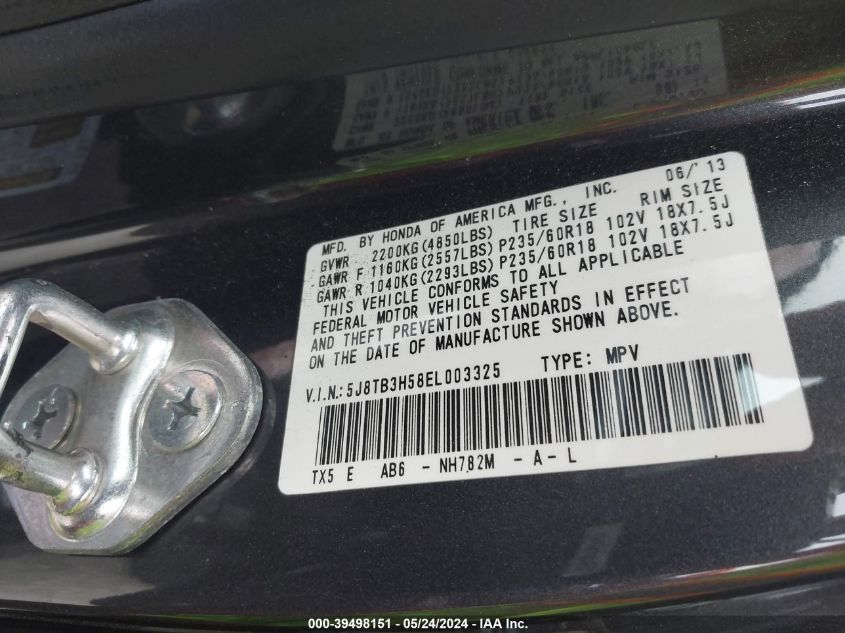 MFD. BY HONDA OF AMERICA MFG., INC. 06/'13
GVWR 2200KG(4850LBS) TIRE SIZE RIM SIZE
GAWR F 1160KG(2557LBS) P235/60R18 102V 18X7.5J
GAWR R 1040KG(2293LBS) P235/60R18 102V 18X7.5J
THIS VEHICLE CONFORMS TO ALL APPLICABLE
FEDERAL MOTOR VEHICLE SAFETY
AND THEFT PREVENTION STANDARDS IN EFFECT
ON THE DATE OF MANUFACTURE SHOWN ABOVE.
V.I.N.:5J8TB3H58EL003325 TYPE: MPV
TX5 E AB6 - NH782M - A - L
000-39498151 / 05/24/2024 / IAA Inc.